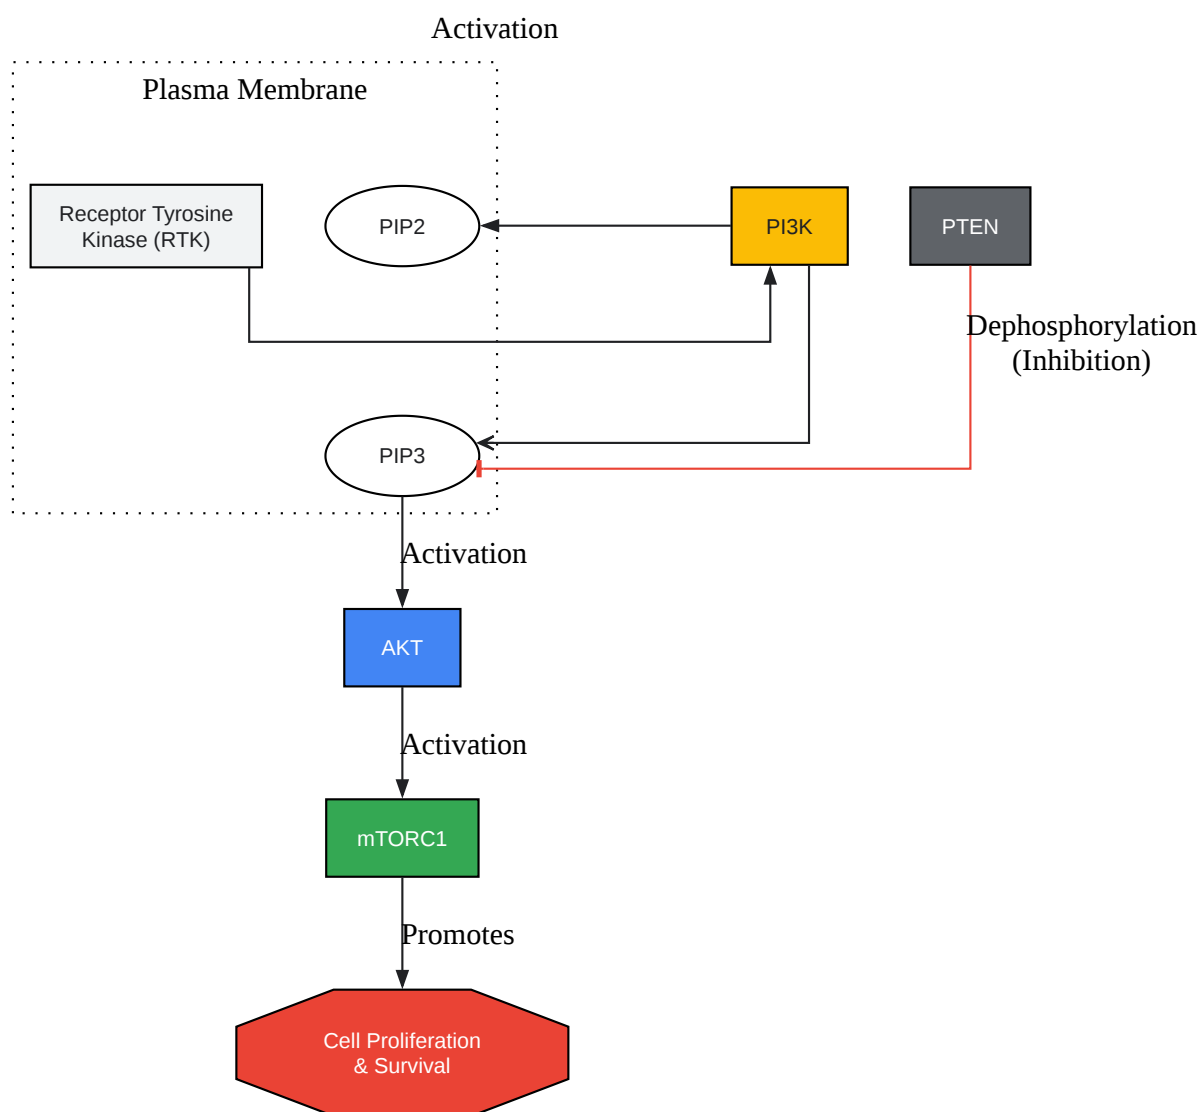 Activation
Plasma Membrane
Receptor Tyrosine
Kinase (RTK)
PIP2
PI3K
PTEN
Dephosphorylation
(Inhibition)
PIP3
Activation
AKT
Activation
mTORC1
Promotes
Cell Proliferation
& Survival